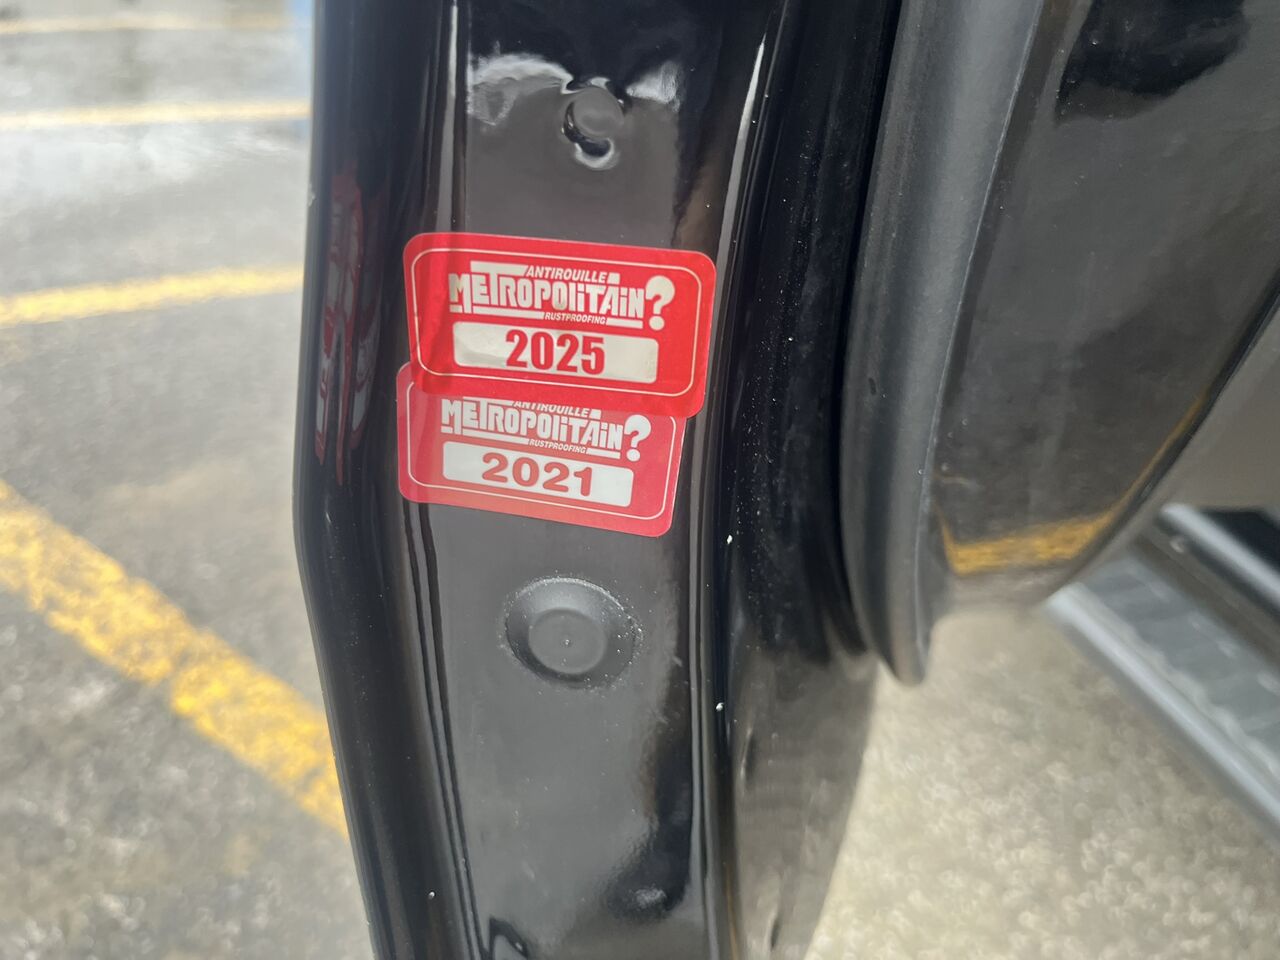 ANTIROUILLE
METROPOLITAIN?
RUSTPROOFING
2025
ANTIROUILLE
METROPOLITAIN?
RUSTPROOFING
2021